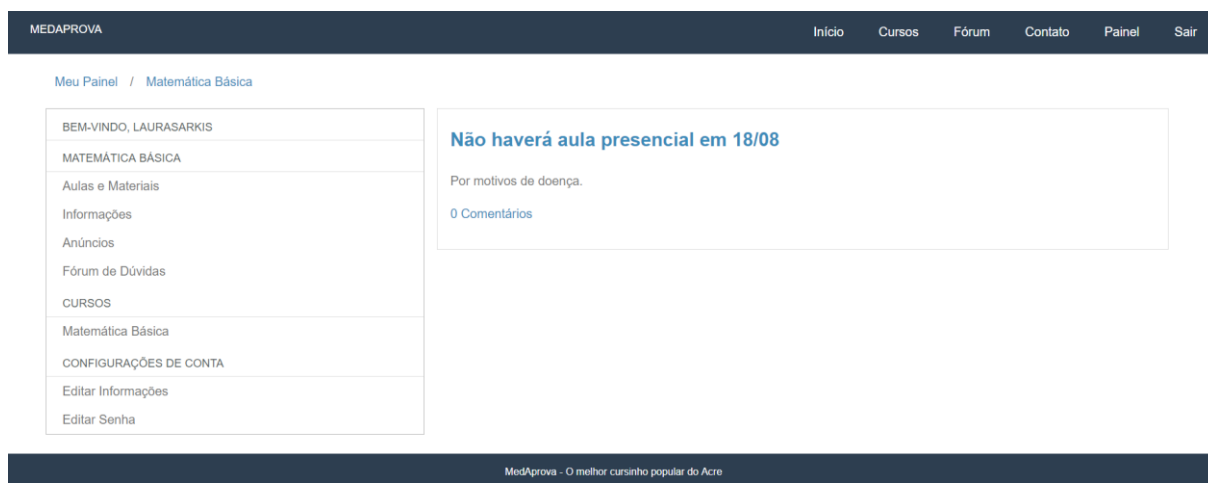 MEDAPROVA
Início Cursos Fórum Contato Painel Sair
Meu Painel / Matemática Básica
BEM-VINDO, LAURASARKIS
MATEMÁTICA BÁSICA
Aulas e Materiais
Informações
Anúncios
Fórum de Dúvidas
CURSOS
Matemática Básica
CONFIGURAÇÕES DE CONTA
Editar Informações
Editar Senha
Não haverá aula presencial em 18/08
Por motivos de doença.
0 Comentários
MedAprova - O melhor cursinho popular do Acre